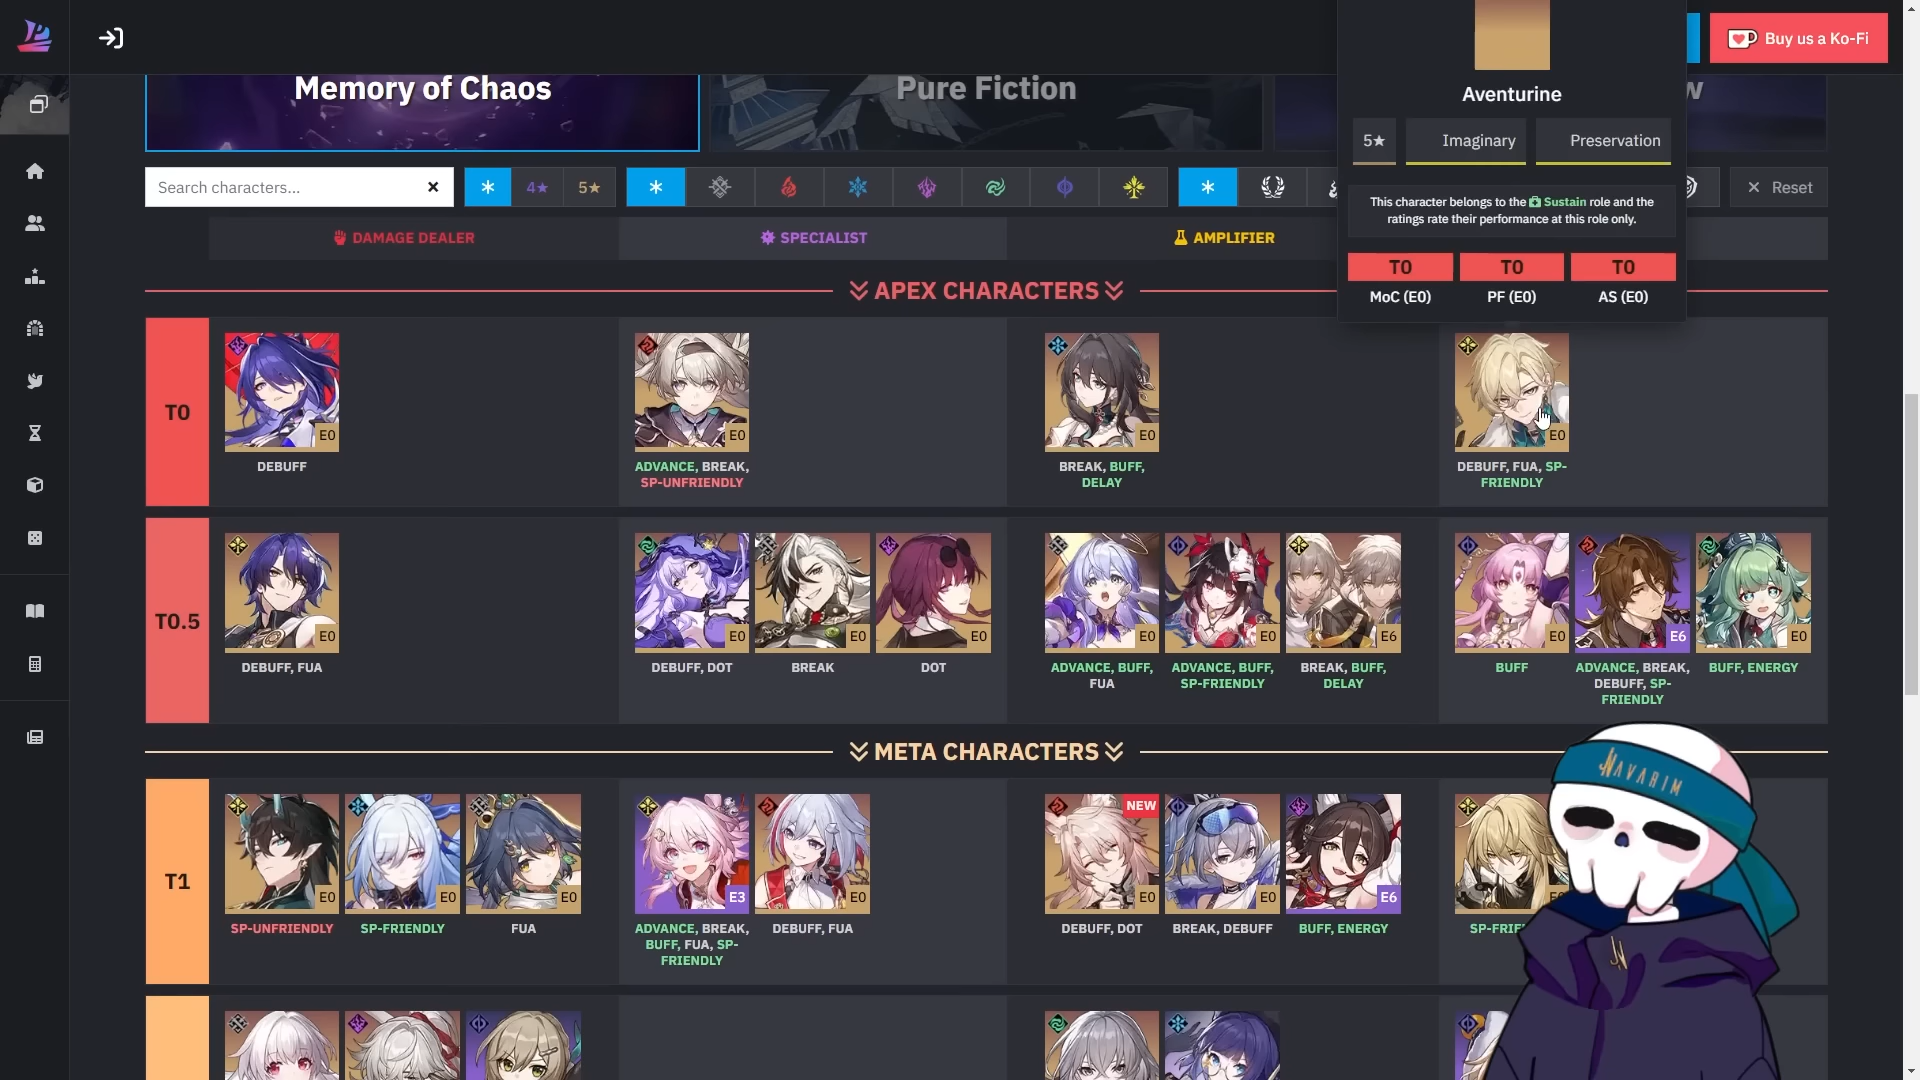 Buy us a Ko-Fi
Memory of Chaos
Pure Fiction
w
Aventurine
5★
Imaginary
Preservation
Search characters...
4★
5★
Reset
This character belongs to the Sustain role and the
ratings rate their performance at this role only.
DAMAGE DEALER
SPECIALIST
AMPLIFIER
T0
T0
T0
MoC (E0)
PF (E0)
AS (E0)
APEX CHARACTERS
T0
E0
DEBUFF
E0
ADVANCE, BREAK,
SP-UNFRIENDLY
E0
BREAK, BUFF,
DELAY
E0
DEBUFF, FUA, SP-
FRIENDLY
T0.5
E0
DEBUFF, FUA
E0
DEBUFF, DOT
E0
BREAK
E0
DOT
E0
ADVANCE, BUFF,
FUA
E0
ADVANCE, BUFF,
SP-FRIENDLY
E6
BREAK, BUFF,
DELAY
E0
BUFF
E6
ADVANCE, BREAK,
DEBUFF, SP-
FRIENDLY
E0
BUFF, ENERGY
META CHARACTERS
T1
E0
SP-UNFRIENDLY
E0
SP-FRIENDLY
E0
FUA
E3
ADVANCE, BREAK,
BUFF, FUA, SP-
FRIENDLY
E0
DEBUFF, FUA
NEW
E0
DEBUFF, DOT
E0
BREAK, DEBUFF
E6
BUFF, ENERGY
NAVARIM